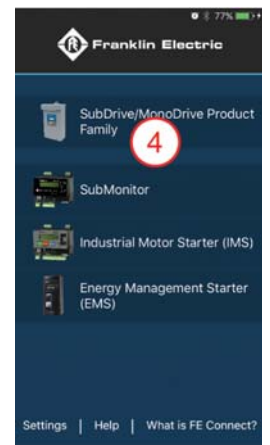 77%
Franklin Electric
SubDrive/MonoDrive Product
Family
4
SubMonitor
Industrial Motor Starter (IMS)
Energy Management Starter
(EMS)
Settings | Help | What is FE Connect?